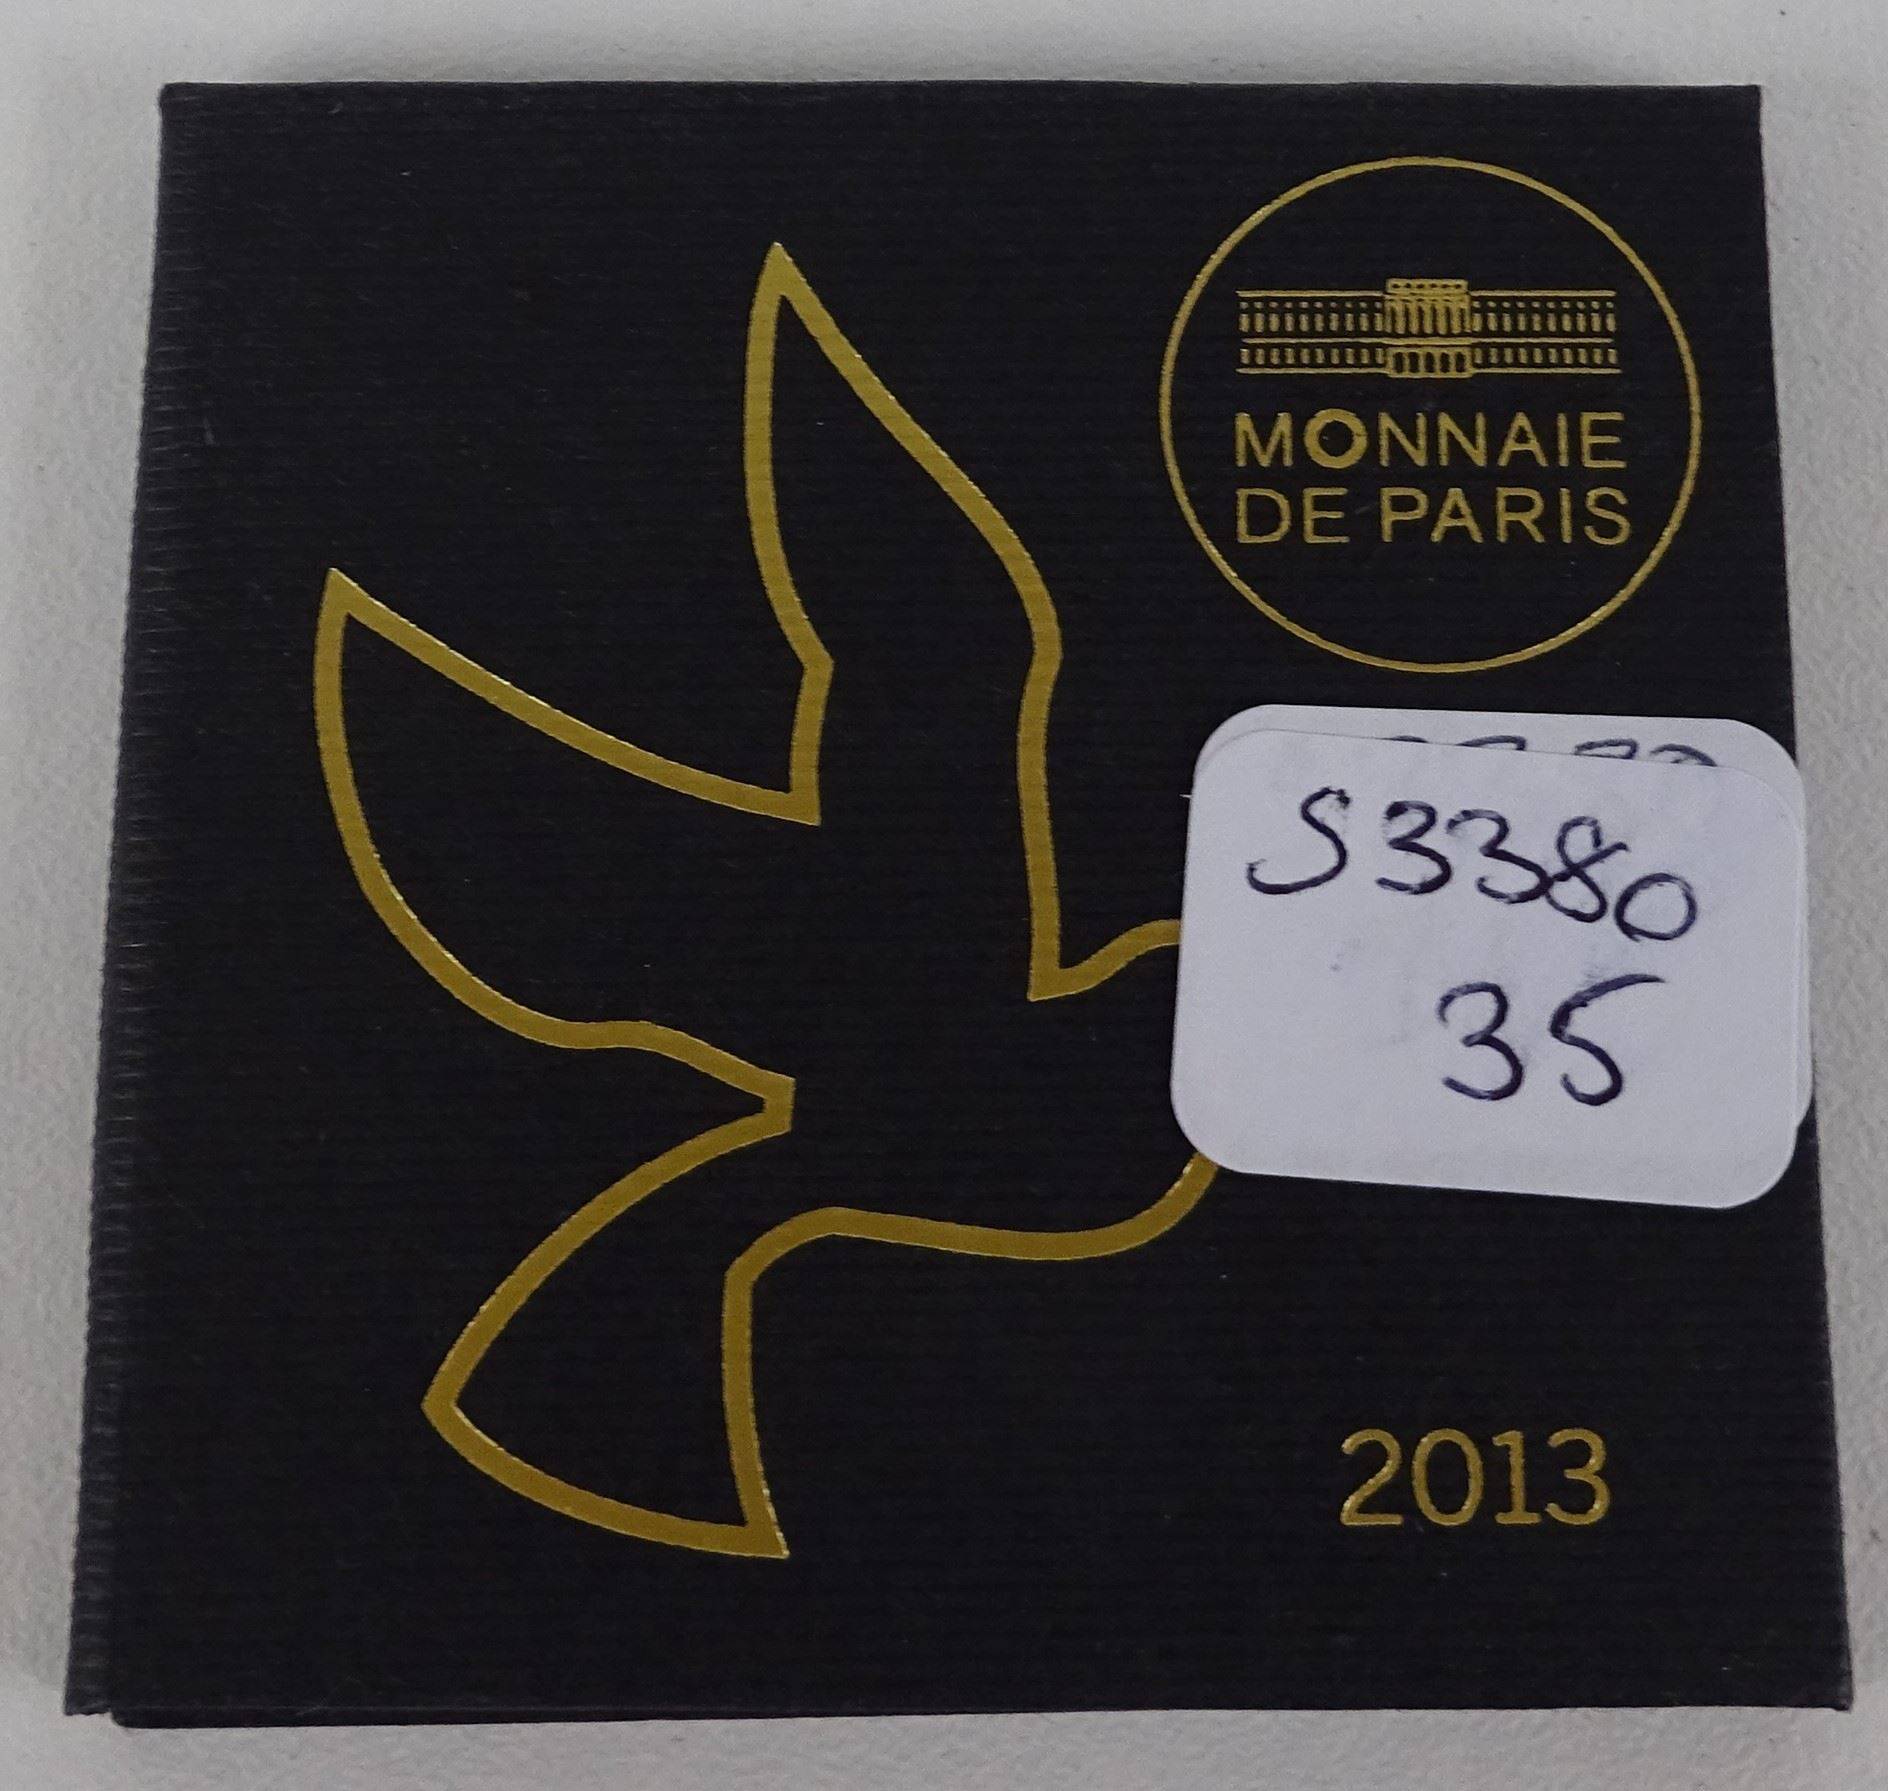 MONNAIE
DE PARIS
S3380
35
2013